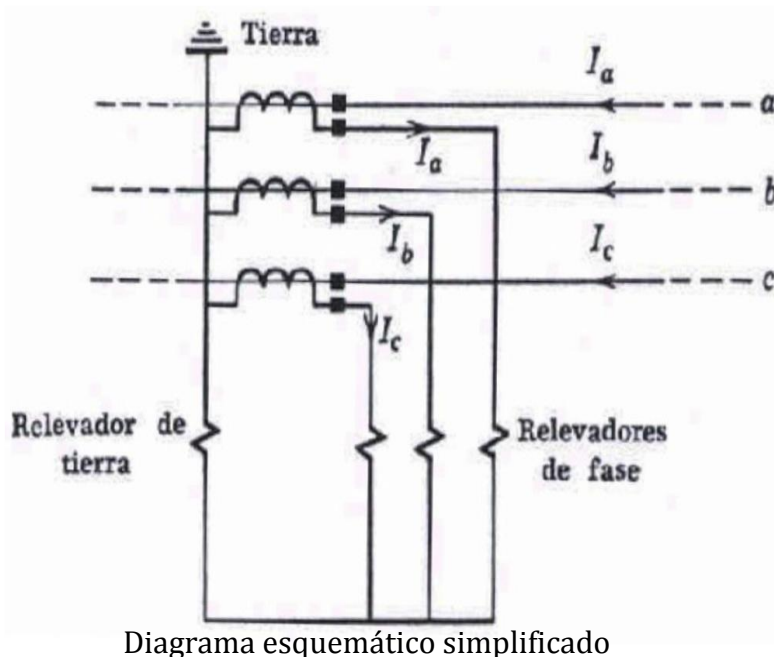 Tierra
I_a
a
I_a
I_b
b
I_b
I_c
c
I_c
Relevador de
tierra
Relevadores
de fase
Diagrama esquemático simplificado